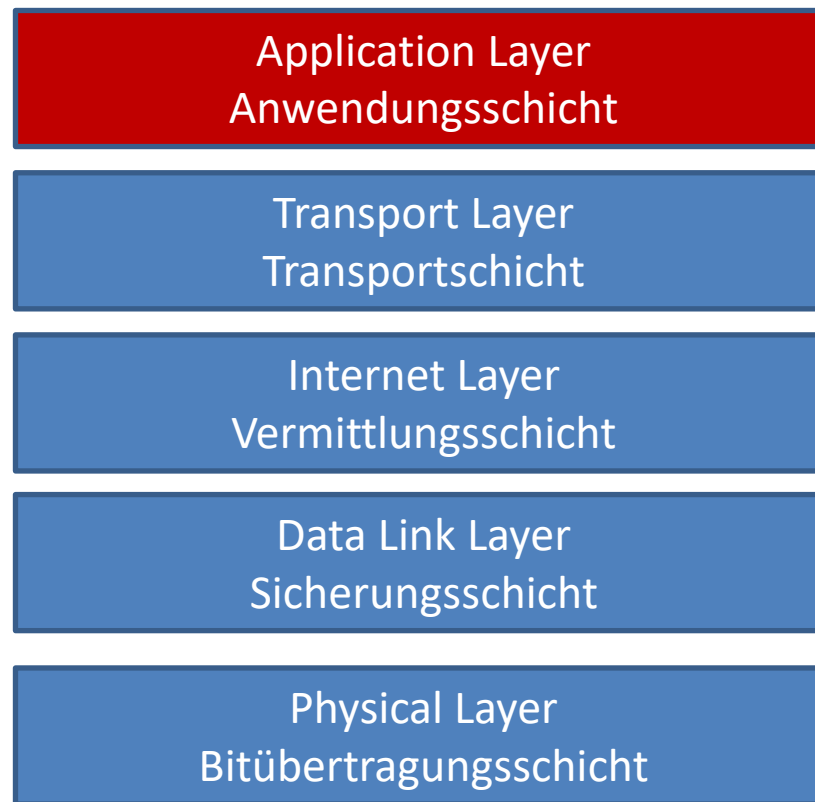 Application Layer
Anwendungsschicht
Transport Layer
Transportschicht
Internet Layer
Vermittlungsschicht
Data Link Layer
Sicherungsschicht
Physical Layer
Bitübertragungsschicht